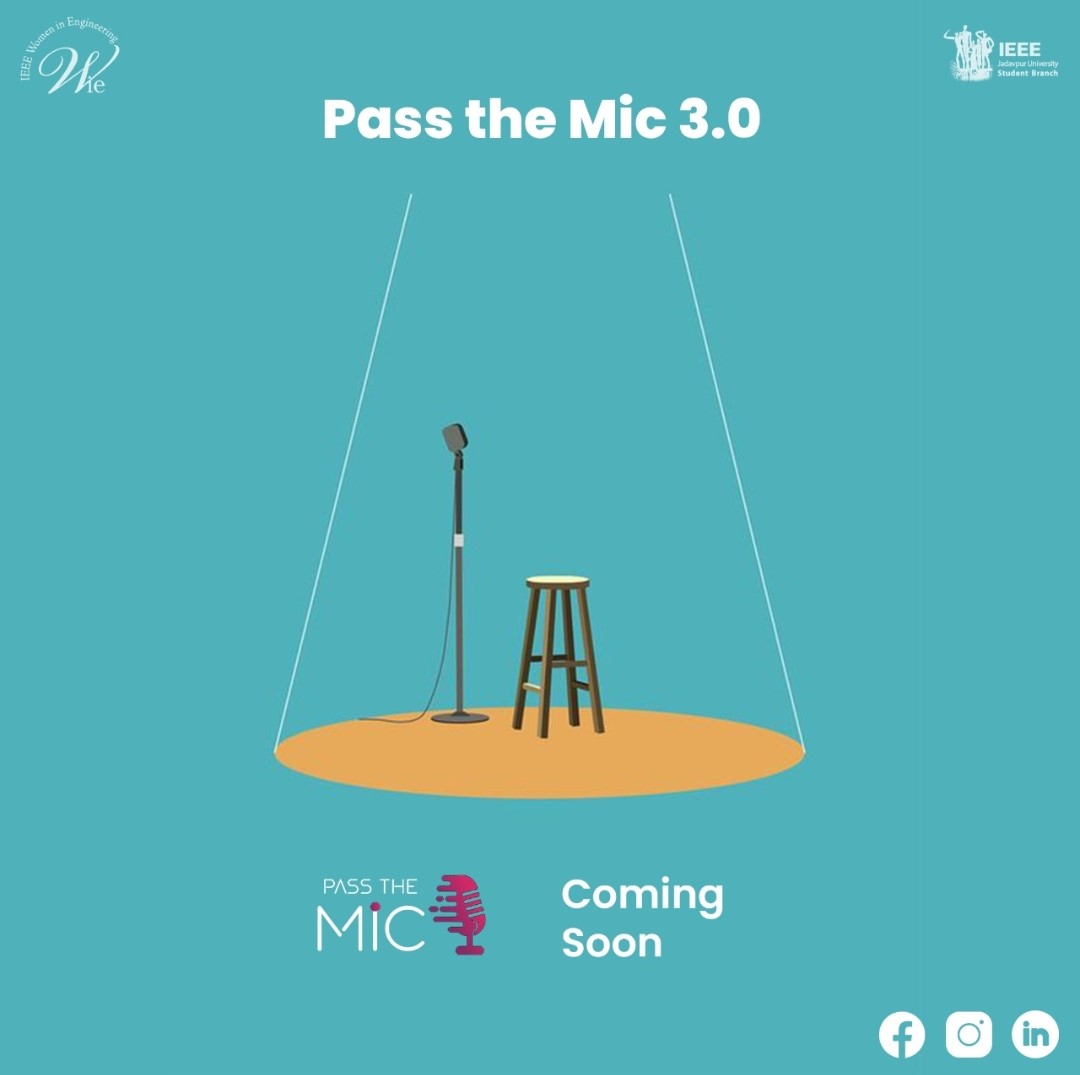 IEEE Women in Engineering
Wie
IEEE
Jadavpur University
Student Branch
Pass the Mic 3.0
PASS THE
MiC
Coming
Soon
f
in